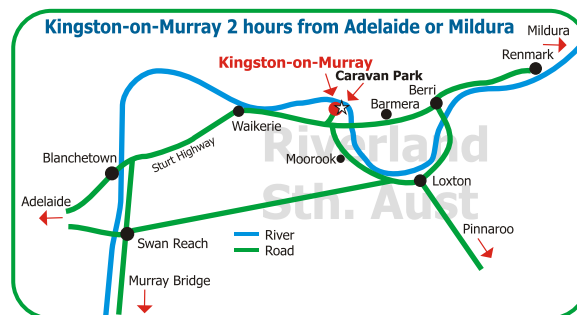 Kingston-on-Murray 2 hours from Adelaide or Mildura
Mildura
Renmark
Kingston-on-Murray
Caravan Park
Berri
Barmera
Waikerie
Riverland
Sturt Highway
Blanchetown
Moorook
Loxton
Adelaide
Sth. Aust
Pinnaroo
Swan Reach
River
Road
Murray Bridge